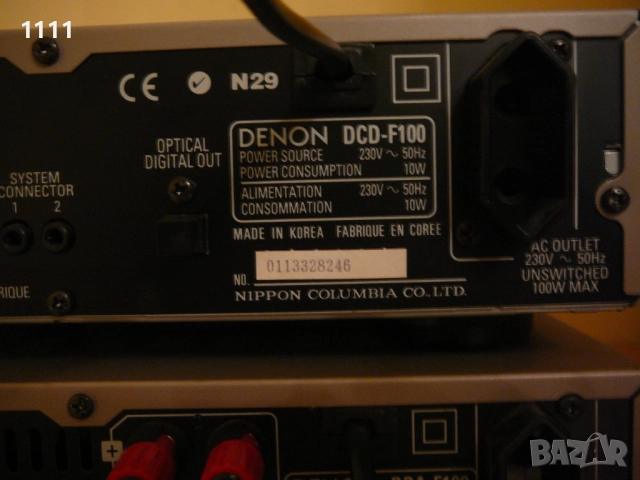 1111
CE N29
OPTICAL
DIGITAL OUT
DENON DCD-F100
POWER SOURCE 230V ~ 50Hz
POWER CONSUMPTION 10W
ALIMENTATION 230V ~ 50Hz
CONSOMMATION 10W
SYSTEM
CONNECTOR
1 2
MADE IN KOREA FABRIQUE EN COREE
NO. 0113328246
NIPPON COLUMBIA CO., LTD.
AC OUTLET
230V ~ 50Hz
UNSWITCHED
100W MAX
RIQUE
+
BAZAR